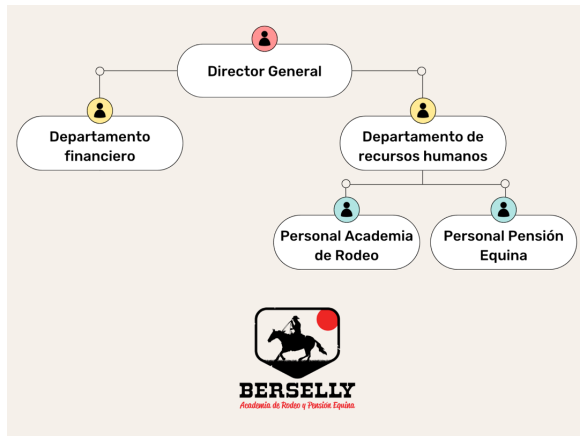 Director General
Departamento
financiero
Departamento de
recursos humanos
Personal Academia
de Rodeo
Personal Pensión
Equina
BERSELLY
Academia de Rodeo y Pensión Equina